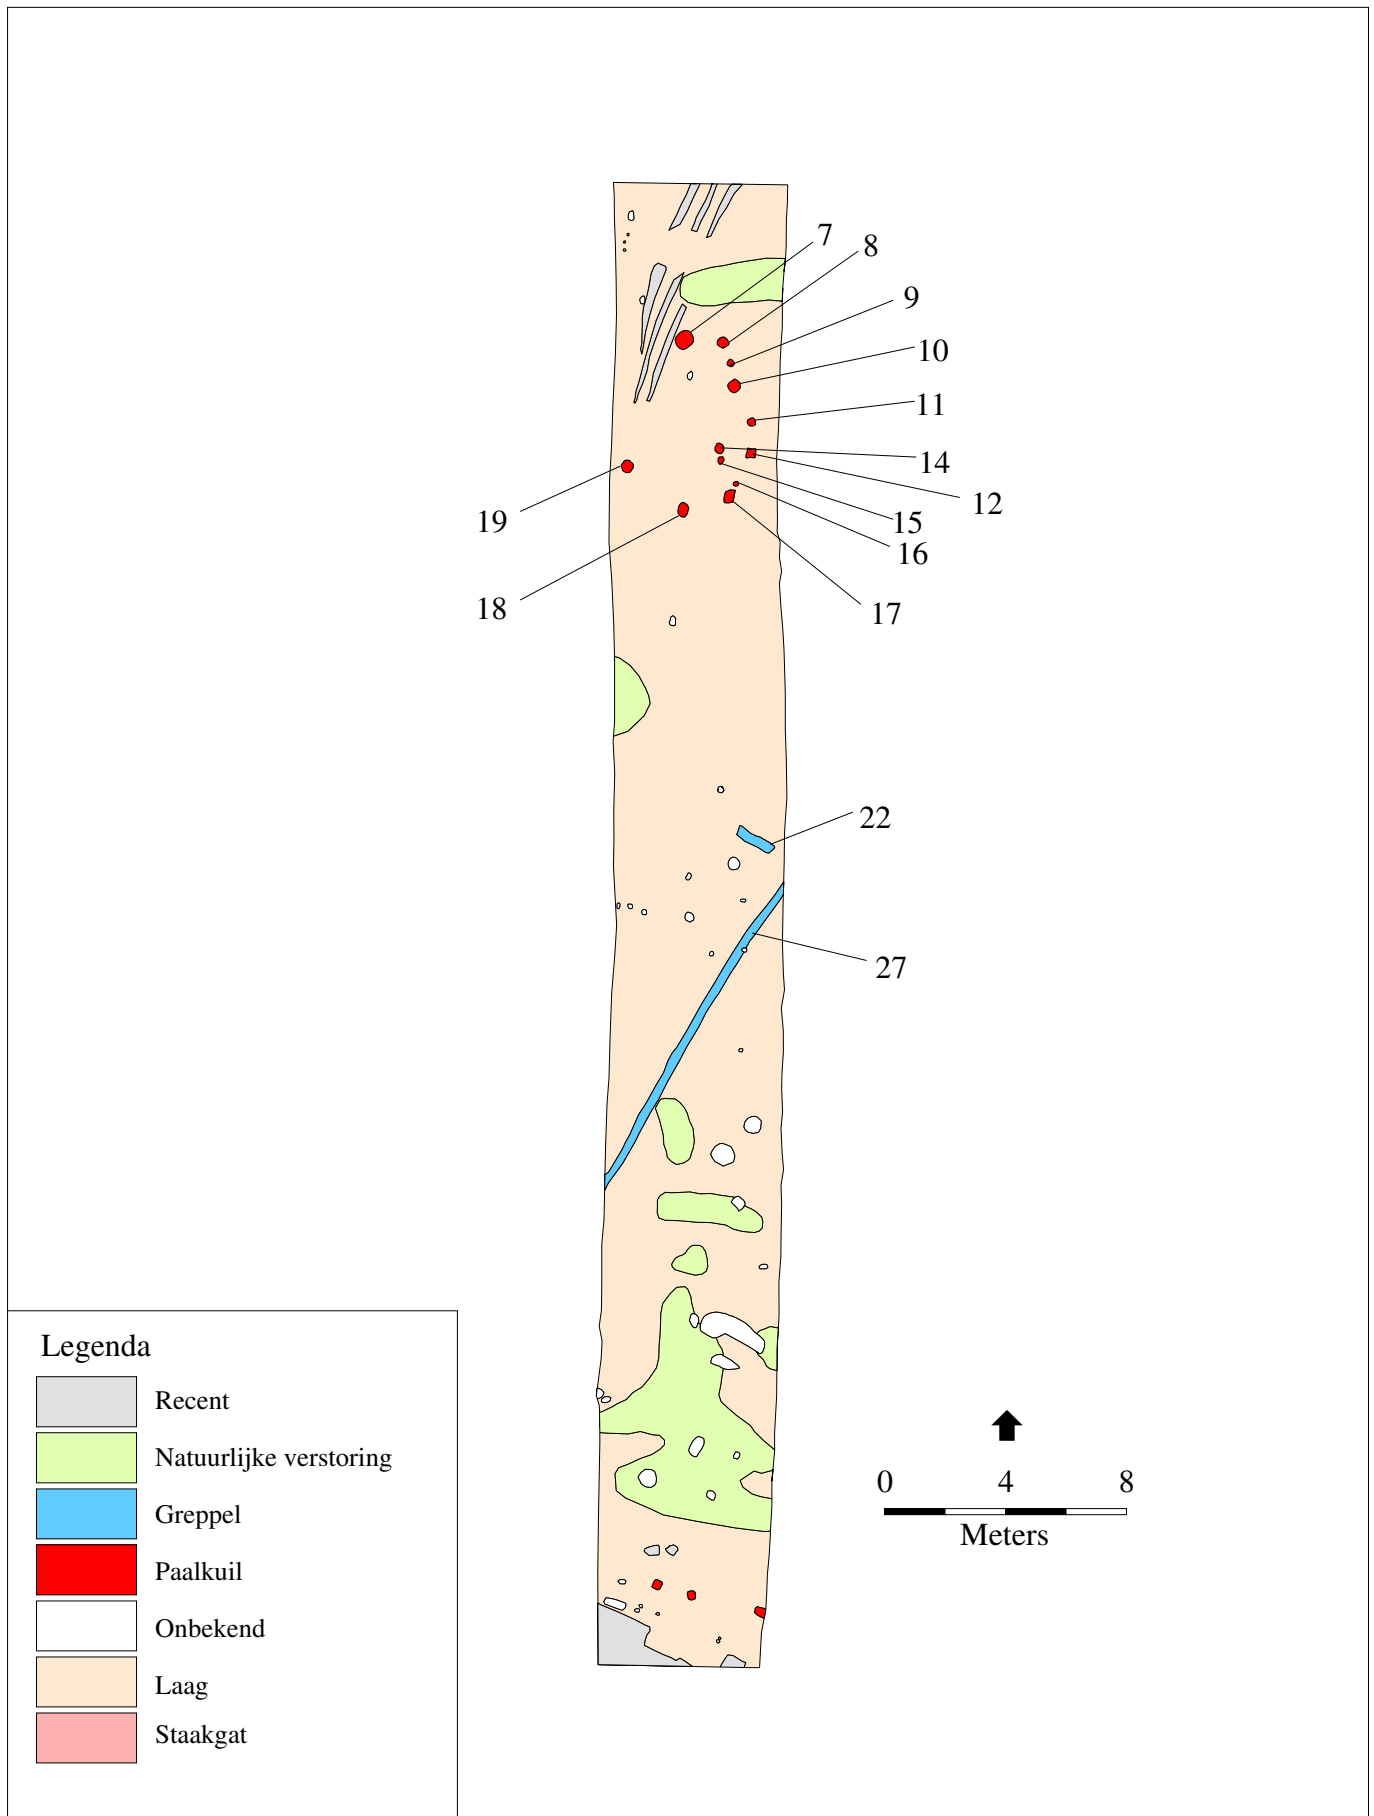 7
8
9
10
11
14
12
19
15
16
18
17
22
27
Legenda
Recent
Natuurlijke verstoring
Greppel
Paalkuil
Onbekend
Laag
Staakgat
0 4 8
Meters